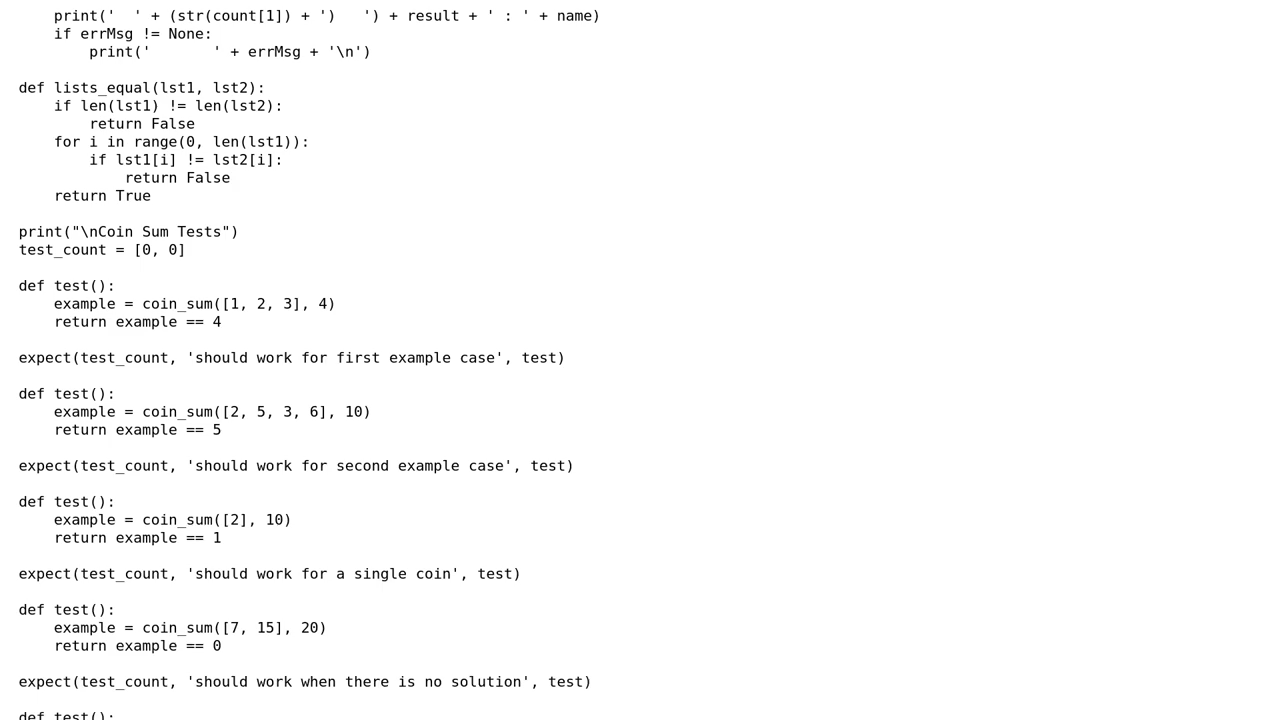 print('  ' + (str(count[1]) + ')   ') + result + ' : ' + name)
    if errMsg != None:
        print('       ' + errMsg + '\n')

def lists_equal(lst1, lst2):
    if len(lst1) != len(lst2):
        return False
    for i in range(0, len(lst1)):
        if lst1[i] != lst2[i]:
            return False
    return True

print("\nCoin Sum Tests")
test_count = [0, 0]

def test():
    example = coin_sum([1, 2, 3], 4)
    return example == 4

expect(test_count, 'should work for first example case', test)

def test():
    example = coin_sum([2, 5, 3, 6], 10)
    return example == 5

expect(test_count, 'should work for second example case', test)

def test():
    example = coin_sum([2], 10)
    return example == 1

expect(test_count, 'should work for a single coin', test)

def test():
    example = coin_sum([7, 15], 20)
    return example == 0

expect(test_count, 'should work when there is no solution', test)

def test():